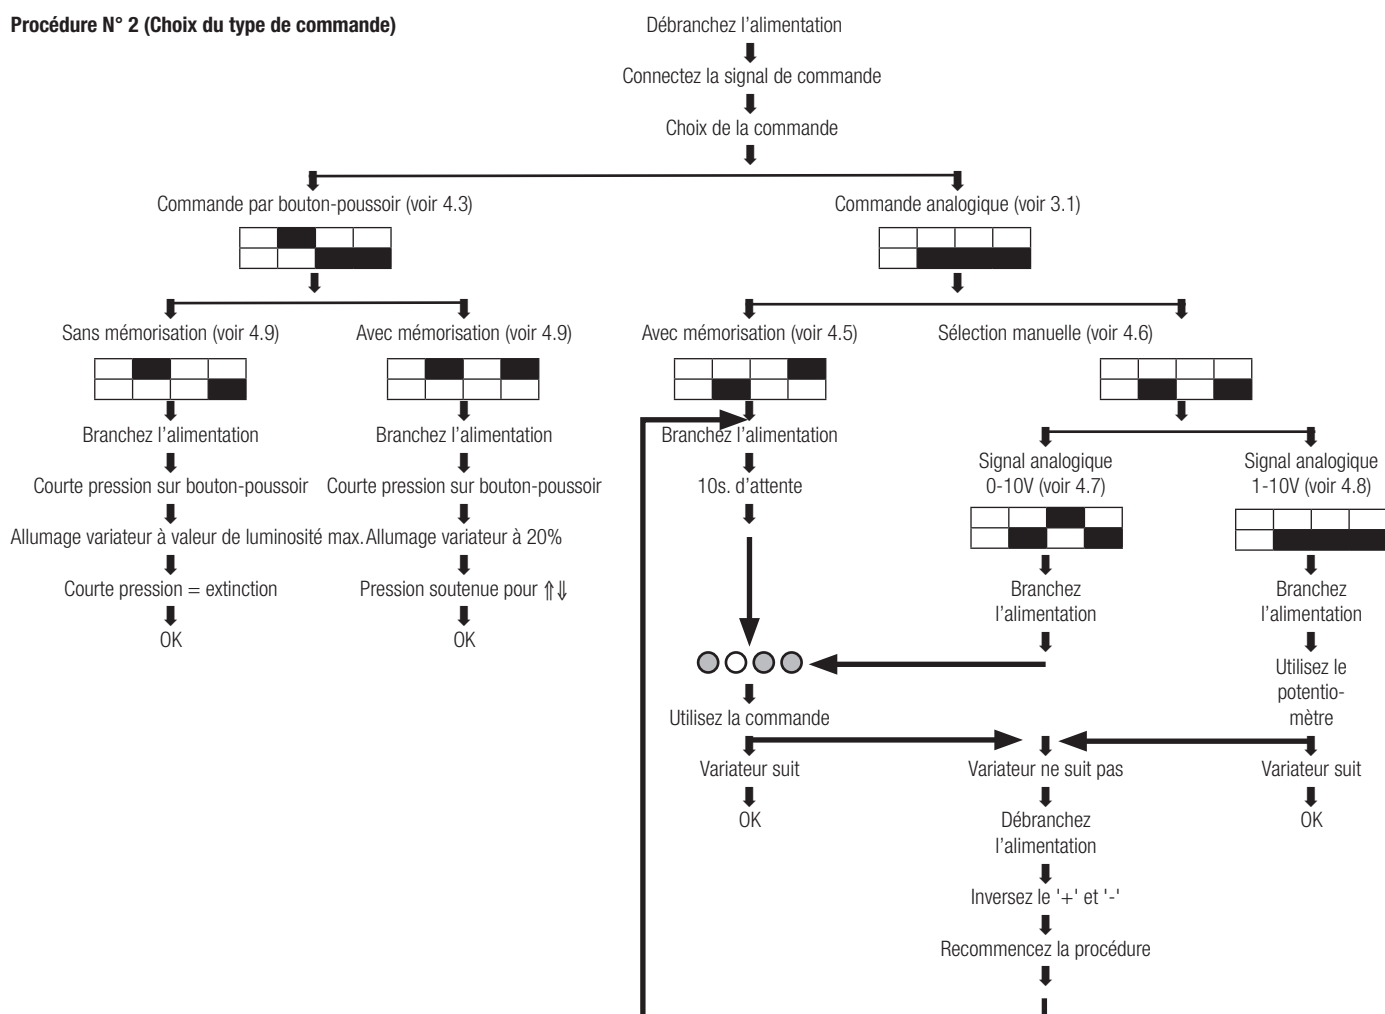 Procédure N° 2 (Choix du type de commande)
Débranchez l'alimentation
Connectez la signal de commande
Choix de la commande
Commande par bouton-poussoir (voir 4.3)
Commande analogique (voir 3.1)
Sans mémorisation (voir 4.9)
Avec mémorisation (voir 4.9)
Avec mémorisation (voir 4.5)
Sélection manuelle (voir 4.6)
Branchez l'alimentation
Branchez l'alimentation
Branchez l'alimentation
Signal analogique
0-10V (voir 4.7)
Signal analogique
1-10V (voir 4.8)
Courte pression sur bouton-poussoir
Courte pression sur bouton-poussoir
10s. d'attente
Allumage variateur à valeur de luminosité max.
Allumage variateur à 20%
Courte pression = extinction
Pression soutenue pour ⇑⇓
Branchez
l'alimentation
Branchez
l'alimentation
OK
OK
Utilisez le
potentio-
mètre
Utilisez la commande
Variateur suit
Variateur ne suit pas
Variateur suit
OK
Débranchez
l'alimentation
OK
Inversez le '+' et '-'
Recommencez la procédure